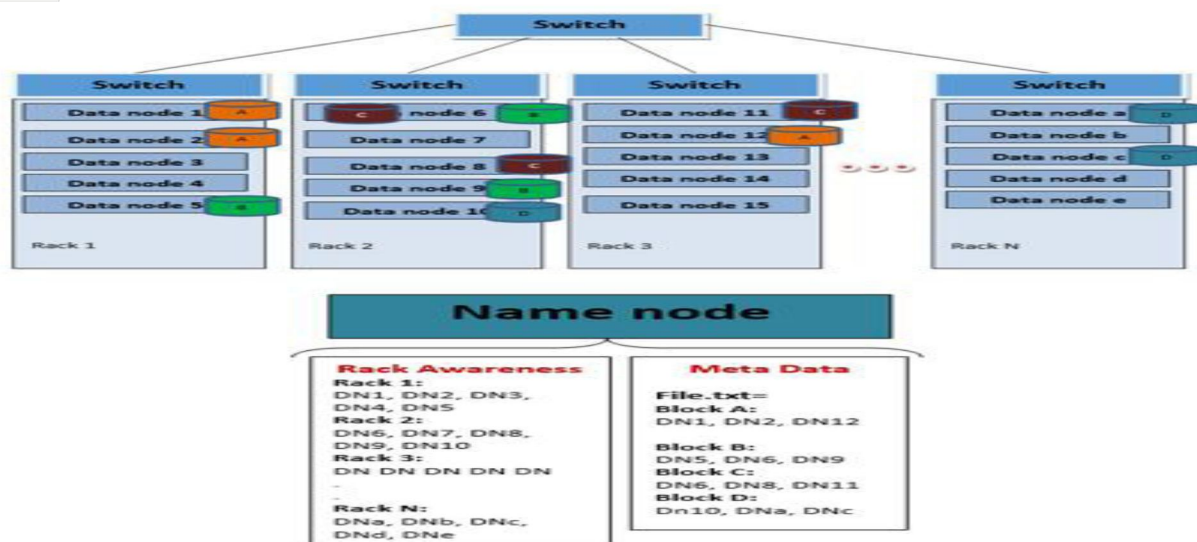 Switch
Switch
Data node 1 A
Data node 2 A
Data node 3
Data node 4
Data node 5 B
Rack 1
Switch
C node 6 B
Data node 7
Data node 8 C
Data node 9 B
Data node 10 D
Rack 2
Switch
Data node 11 C
Data node 12 A
Data node 13
Data node 14
Data node 15
Rack 3
Switch
Data node a D
Data node b
Data node c D
Data node d
Data node e
Rack N
Name node
Rack Awareness
Rack 1:
DN1, DN2, DN3,
DN4, DN5
Rack 2:
DN6, DN7, DN8,
DN9, DN10
Rack 3:
DN DN DN DN DN
.
.
Rack N:
DNa, DNb, DNc,
DNd, DNe
Meta Data
File.txt=
Block A:
DN1, DN2, DN12
Block B:
DN5, DN6, DN9
Block C:
DN6, DN8, DN11
Block D:
Dn10, DNa, DNc